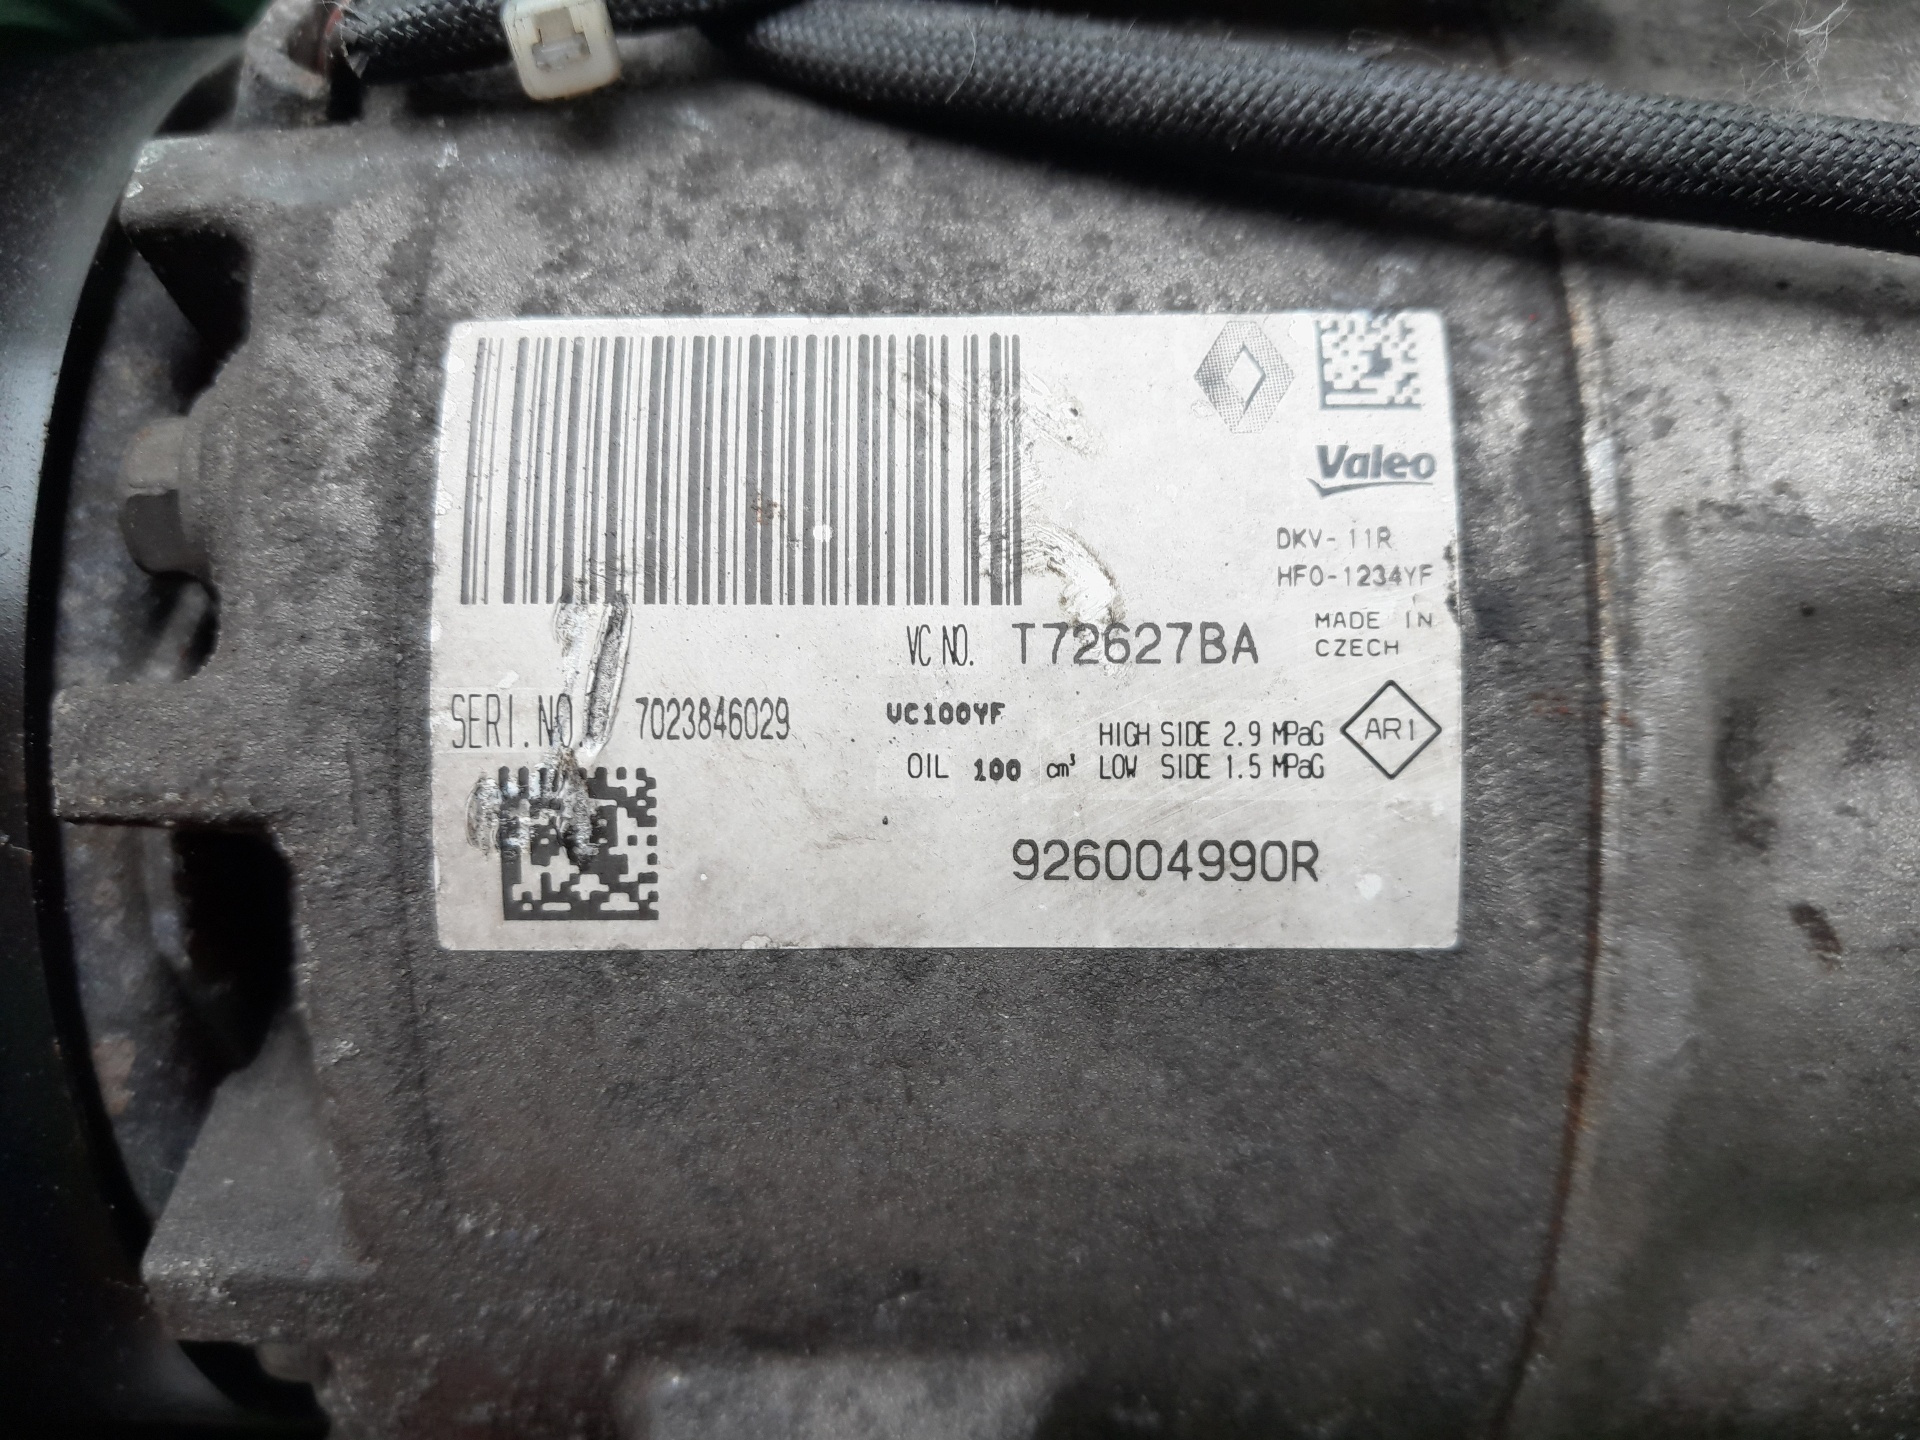 Valeo
DKV-11R
HFO-1234YF
MADE IN
CZECH
VC NO. T72627BA
SERI.NO. 7023846029
VC100YF
OIL 100 cm³
HIGH SIDE 2.9 MPaG
LOW SIDE 1.5 MPaG
AR1
926004990R